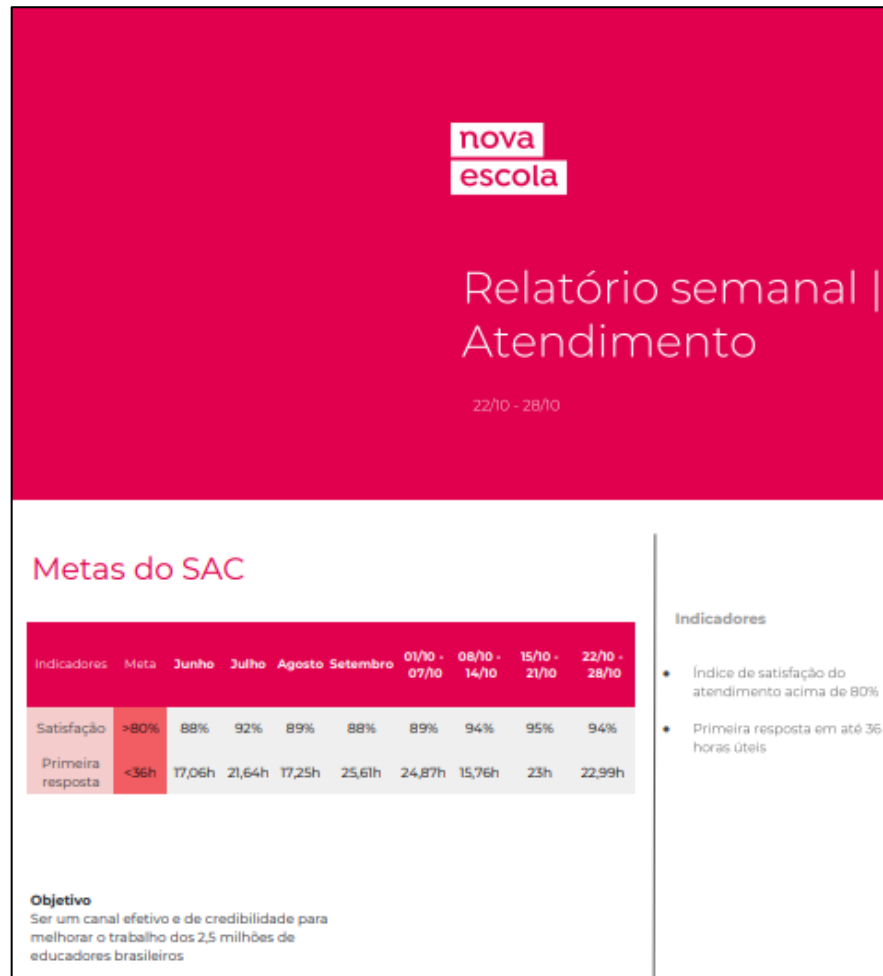 nova
escola
Relatório semanal |
Atendimento
22/10 - 28/10
Metas do SAC
Indicadores Meta Junho Julho Agosto Setembro 01/10 - 07/10 08/10 - 14/10 15/10 - 21/10 22/10 - 28/10
Satisfação >80% 88% 92% 89% 88% 89% 94% 95% 94%
Primeira resposta <36h 17,06h 21,64h 17,25h 25,61h 24,87h 15,76h 23h 22,99h
Indicadores
• Índice de satisfação do
atendimento acima de 80%
• Primeira resposta em até 36
horas úteis
Objetivo
Ser um canal efetivo e de credibilidade para
melhorar o trabalho dos 2,5 milhões de
educadores brasileiros